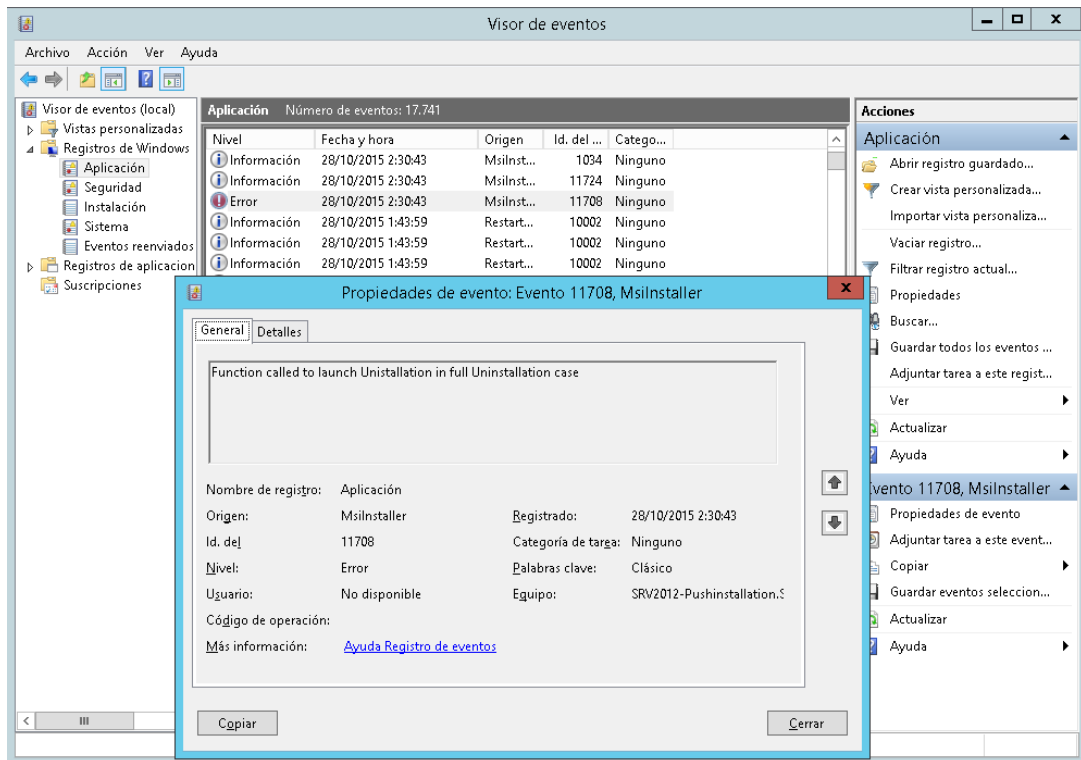 Visor de eventos
Archivo Acción Ver Ayuda
Visor de eventos (local)
Vistas personalizadas
Registros de Windows
Aplicación
Seguridad
Instalación
Sistema
Eventos reenviados
Registros de aplicacion
Suscripciones
Aplicación Número de eventos: 17.741
Nivel Fecha y hora Origen Id. del ... Catego...
Información 28/10/2015 2:30:43 MsiInst... 1034 Ninguno
Información 28/10/2015 2:30:43 MsiInst... 11724 Ninguno
Error 28/10/2015 2:30:43 MsiInst... 11708 Ninguno
Información 28/10/2015 1:43:59 Restart... 10002 Ninguno
Información 28/10/2015 1:43:59 Restart... 10002 Ninguno
Información 28/10/2015 1:43:59 Restart... 10002 Ninguno
Propiedades de evento: Evento 11708, MsiInstaller
General Detalles
Function called to launch Unistallation in full Uninstallation case
Nombre de registro: Aplicación
Origen: MsiInstaller Registrado: 28/10/2015 2:30:43
Id. del 11708 Categoría de tarea: Ninguno
Nivel: Error Palabras clave: Clásico
Usuario: No disponible Equipo: SRV2012-Pushinstallation.S
Código de operación:
Más información: Ayuda Registro de eventos
Copiar Cerrar
Acciones
Aplicación
Abrir registro guardado...
Crear vista personalizada...
Importar vista personaliza...
Vaciar registro...
Filtrar registro actual...
Propiedades
Buscar...
Guardar todos los eventos ...
Adjuntar tarea a este regist...
Ver
Actualizar
Ayuda
Evento 11708, MsiInstaller
Propiedades de evento
Adjuntar tarea a este event...
Copiar
Guardar eventos seleccion...
Actualizar
Ayuda